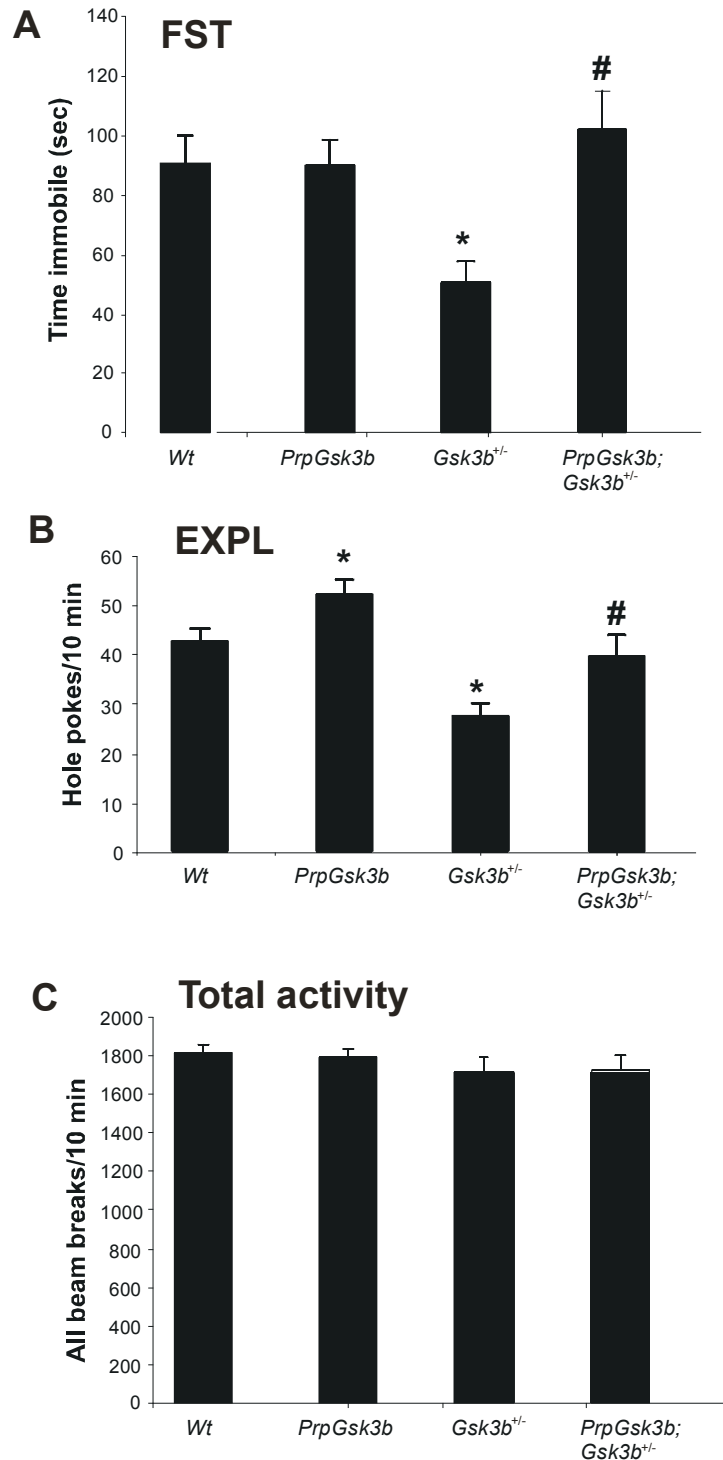 A
FST
Time immobile (sec)
140
120
100
80
60
40
20
0
*
#
Wt
PrpGsk3b
Gsk3b+/-
PrpGsk3b;
Gsk3b+/-
B
EXPL
Hole pokes/10 min
60
50
40
30
20
10
0
*
*
#
Wt
PrpGsk3b
Gsk3b+/-
PrpGsk3b;
Gsk3b+/-
C
Total activity
All beam breaks/10 min
2000
1800
1600
1400
1200
1000
800
600
400
200
0
Wt
PrpGsk3b
Gsk3b+/-
PrpGsk3b;
Gsk3b+/-